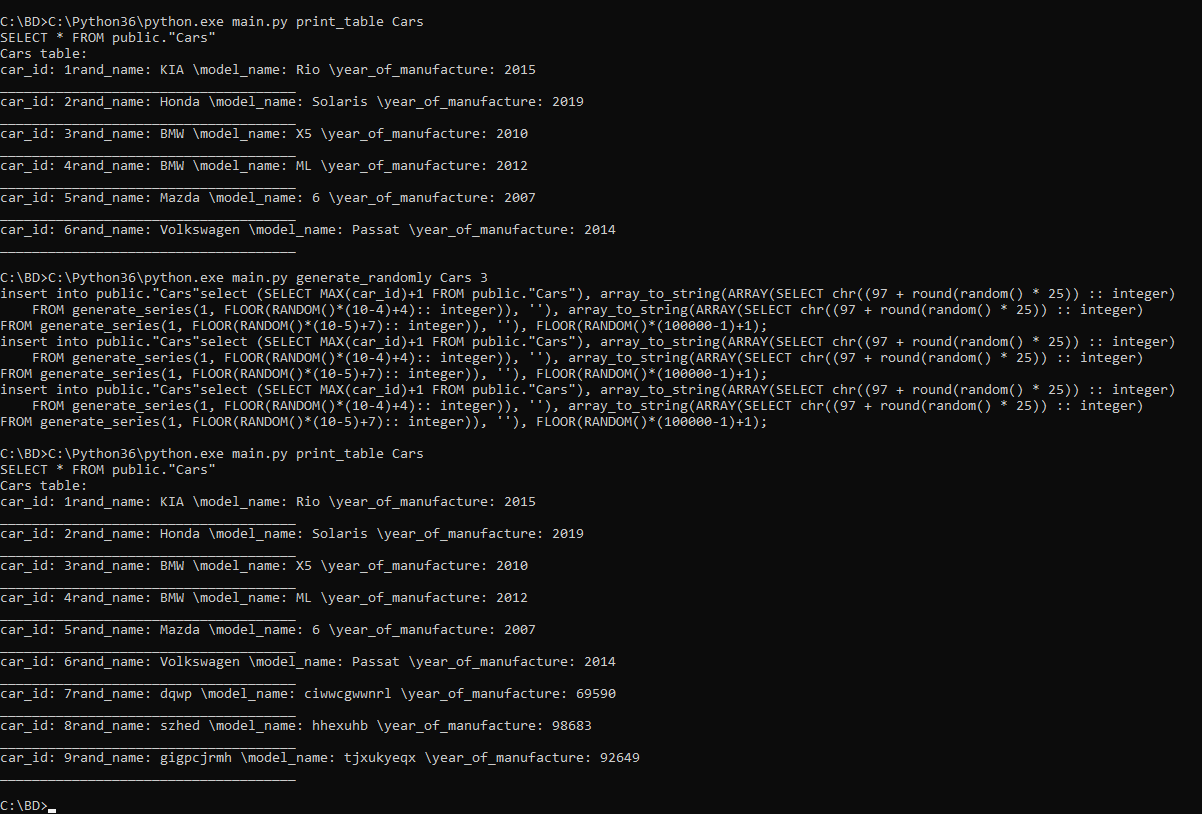 C:\BD>C:\Python36\python.exe main.py print_table Cars
SELECT * FROM public."Cars"
Cars table:
car_id: 1rand_name: KIA \model_name: Rio \year_of_manufacture: 2015
_____________________________________
car_id: 2rand_name: Honda \model_name: Solaris \year_of_manufacture: 2019
_____________________________________
car_id: 3rand_name: BMW \model_name: X5 \year_of_manufacture: 2010
_____________________________________
car_id: 4rand_name: BMW \model_name: ML \year_of_manufacture: 2012
_____________________________________
car_id: 5rand_name: Mazda \model_name: 6 \year_of_manufacture: 2007
_____________________________________
car_id: 6rand_name: Volkswagen \model_name: Passat \year_of_manufacture: 2014
_____________________________________
C:\BD>C:\Python36\python.exe main.py generate_randomly Cars 3
insert into public."Cars"select (SELECT MAX(car_id)+1 FROM public."Cars"), array_to_string(ARRAY(SELECT chr((97 + round(random() * 25)) :: integer)
    FROM generate_series(1, FLOOR(RANDOM()*(10-4)+4):: integer)), ''), array_to_string(ARRAY(SELECT chr((97 + round(random() * 25)) :: integer)
FROM generate_series(1, FLOOR(RANDOM()*(10-5)+7):: integer)), ''), FLOOR(RANDOM()*(100000-1)+1);
insert into public."Cars"select (SELECT MAX(car_id)+1 FROM public."Cars"), array_to_string(ARRAY(SELECT chr((97 + round(random() * 25)) :: integer)
    FROM generate_series(1, FLOOR(RANDOM()*(10-4)+4):: integer)), ''), array_to_string(ARRAY(SELECT chr((97 + round(random() * 25)) :: integer)
FROM generate_series(1, FLOOR(RANDOM()*(10-5)+7):: integer)), ''), FLOOR(RANDOM()*(100000-1)+1);
insert into public."Cars"select (SELECT MAX(car_id)+1 FROM public."Cars"), array_to_string(ARRAY(SELECT chr((97 + round(random() * 25)) :: integer)
    FROM generate_series(1, FLOOR(RANDOM()*(10-4)+4):: integer)), ''), array_to_string(ARRAY(SELECT chr((97 + round(random() * 25)) :: integer)
FROM generate_series(1, FLOOR(RANDOM()*(10-5)+7):: integer)), ''), FLOOR(RANDOM()*(100000-1)+1);
C:\BD>C:\Python36\python.exe main.py print_table Cars
SELECT * FROM public."Cars"
Cars table:
car_id: 1rand_name: KIA \model_name: Rio \year_of_manufacture: 2015
_____________________________________
car_id: 2rand_name: Honda \model_name: Solaris \year_of_manufacture: 2019
_____________________________________
car_id: 3rand_name: BMW \model_name: X5 \year_of_manufacture: 2010
_____________________________________
car_id: 4rand_name: BMW \model_name: ML \year_of_manufacture: 2012
_____________________________________
car_id: 5rand_name: Mazda \model_name: 6 \year_of_manufacture: 2007
_____________________________________
car_id: 6rand_name: Volkswagen \model_name: Passat \year_of_manufacture: 2014
_____________________________________
car_id: 7rand_name: dqwp \model_name: ciwwcgwwnrl \year_of_manufacture: 69590
_____________________________________
car_id: 8rand_name: szhed \model_name: hhexuhb \year_of_manufacture: 98683
_____________________________________
car_id: 9rand_name: gigpcjrmh \model_name: tjxukyeqx \year_of_manufacture: 92649
_____________________________________
C:\BD>